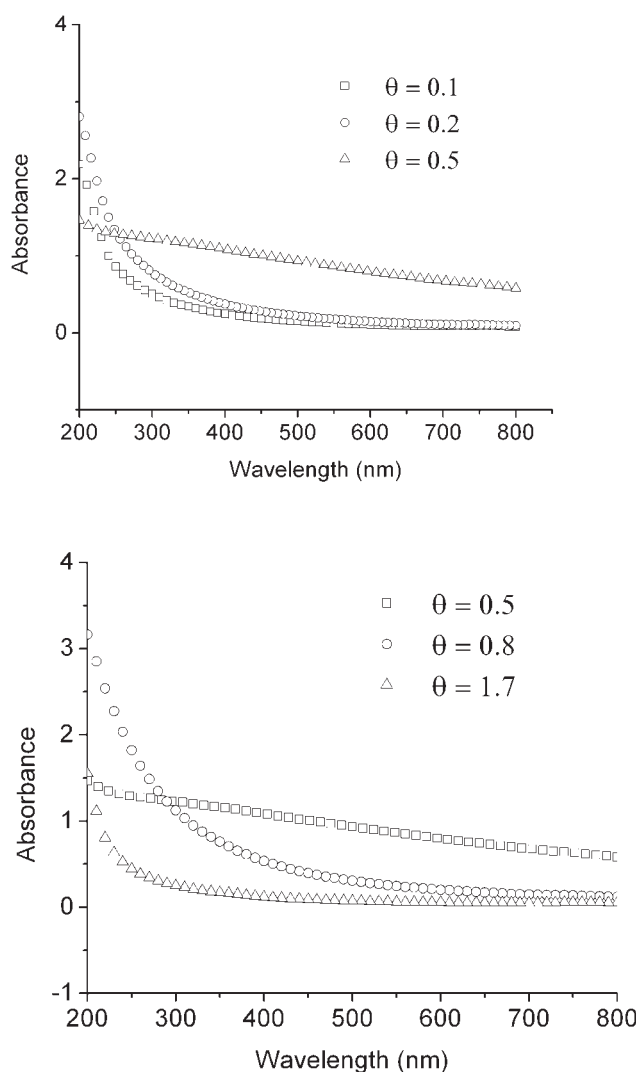 4
θ = 0.1
θ = 0.2
θ = 0.5
2
0
Absorbance
200 300 400 500 600 700 800
Wavelength (nm)
4
θ = 0.5
3
θ = 0.8
θ = 1.7
2
1
0
-1
Absorbance
200 300 400 500 600 700 800
Wavelength (nm)